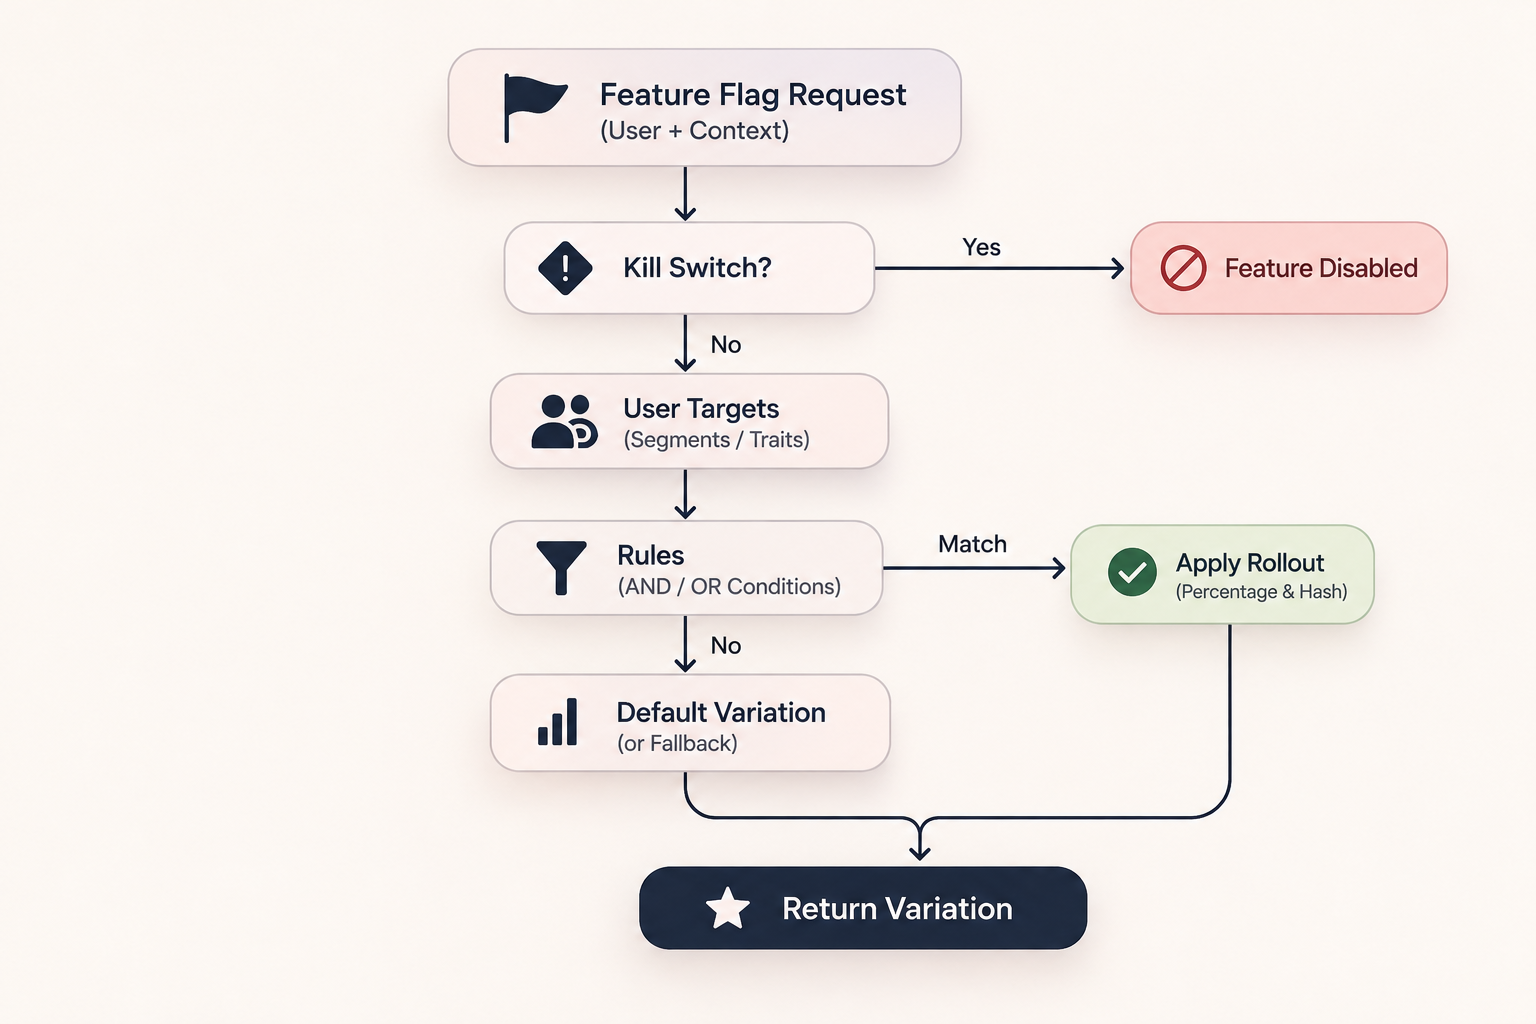 Feature Flag Request
(User + Context)
Kill Switch?
Yes
Feature Disabled
No
User Targets
(Segments / Traits)
Rules
(AND / OR Conditions)
Match
Apply Rollout
(Percentage & Hash)
No
Default Variation
(or Fallback)
Return Variation